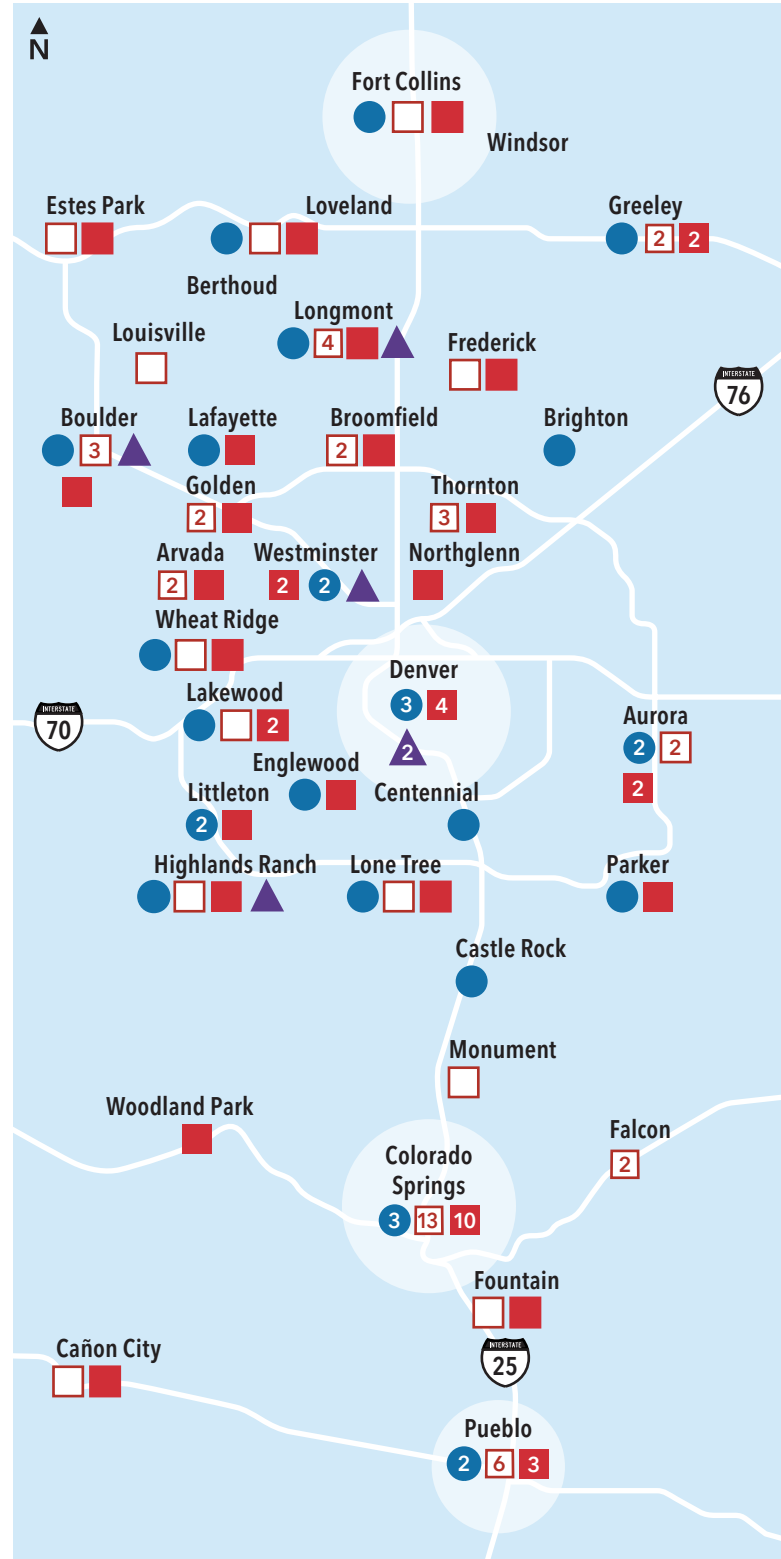 N
Fort Collins
Windsor
Estes Park
Loveland
Greeley
2 2
Berthoud
Longmont
4
Louisville
Frederick
INTERSTATE
76
Boulder
3
Lafayette
Broomfield
2
Brighton
Golden
2
Thornton
3
Arvada
2
Westminster
2 2
Northglenn
Wheat Ridge
Denver
3 4
2
Lakewood
2
INTERSTATE
70
Aurora
2 2
2
Englewood
Littleton
2
Centennial
Highlands Ranch
Lone Tree
Parker
Castle Rock
Monument
Woodland Park
Falcon
2
Colorado
Springs
3 13 10
Fountain
INTERSTATE
25
Cañon City
Pueblo
2 6 3